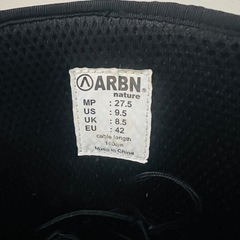 ARBN®
nature
MP : 27.5
US : 9.5
UK : 8.5
EU : 42
cable length
Made in China